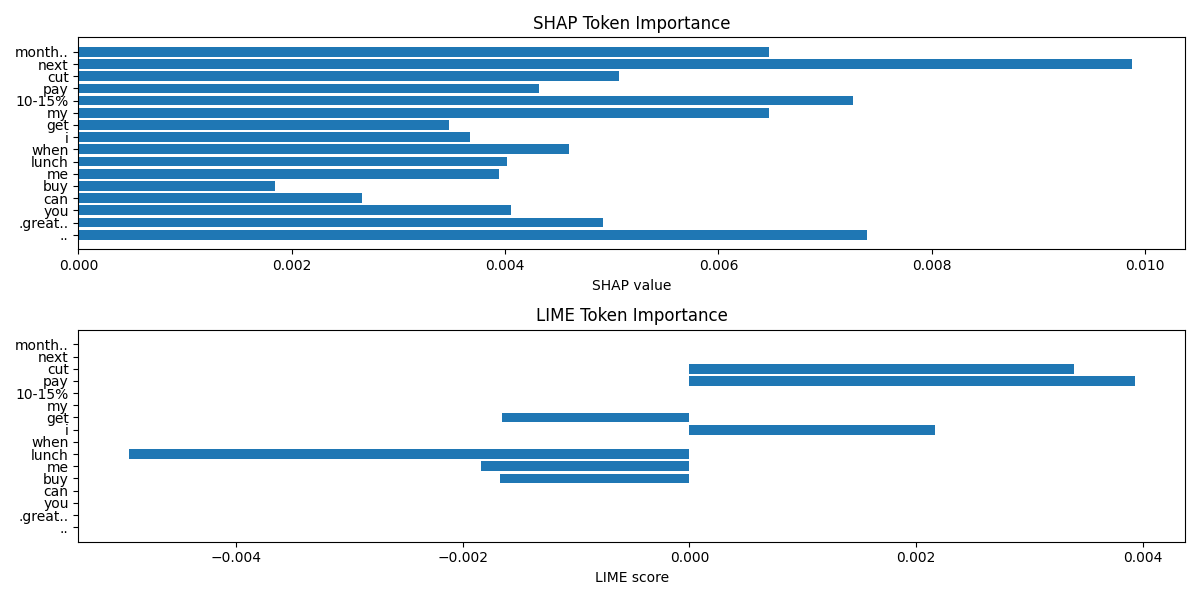 SHAP Token Importance
month..
next
cut
pay
10-15%
my
get
i
when
lunch
me
buy
can
you
.great..
..
0.000 0.002 0.004 0.006 0.008 0.010
SHAP value
LIME Token Importance
month..
next
cut
pay
10-15%
my
get
i
when
lunch
me
buy
can
you
.great..
..
−0.004 −0.002 0.000 0.002 0.004
LIME score